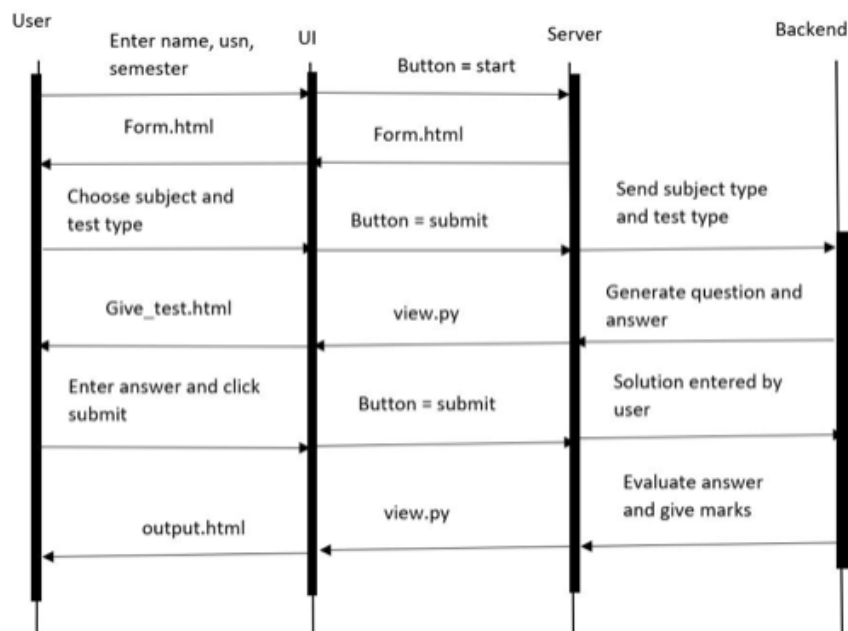 User
UI
Server
Backend
Enter name, usn,
semester
Button = start
Form.html
Form.html
Choose subject and
test type
Button = submit
Send subject type
and test type
Give_test.html
view.py
Generate question and
answer
Enter answer and click
submit
Button = submit
Solution entered by
user
output.html
view.py
Evaluate answer
and give marks